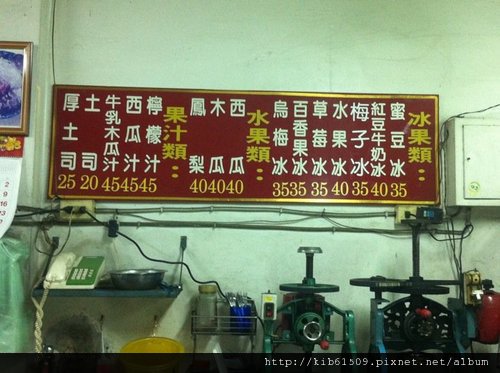 冰果類：
蜜豆冰 35
紅豆牛奶冰 40
梅子冰 35
水果冰 40
草莓冰 35
百香果冰 35
烏梅冰 35
水果類：
西瓜 40
木瓜 40
鳳梨 40
果汁類：
檸檬汁 45
西瓜汁 45
牛乳木瓜汁 45
土司 20
厚土司 25
2
9
16
http://kib61509.pixnet.net/album